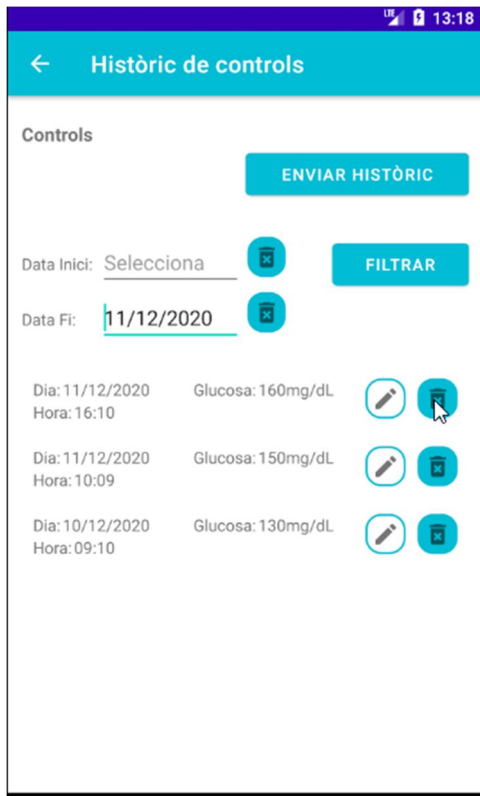 LTE 13:18
Històric de controls
Controls
ENVIAR HISTÒRIC
Data Inici: Selecciona
FILTRAR
Data Fi: 11/12/2020
Dia: 11/12/2020 Glucosa: 160mg/dL
Hora: 16:10
Dia: 11/12/2020 Glucosa: 150mg/dL
Hora: 10:09
Dia: 10/12/2020 Glucosa: 130mg/dL
Hora: 09:10